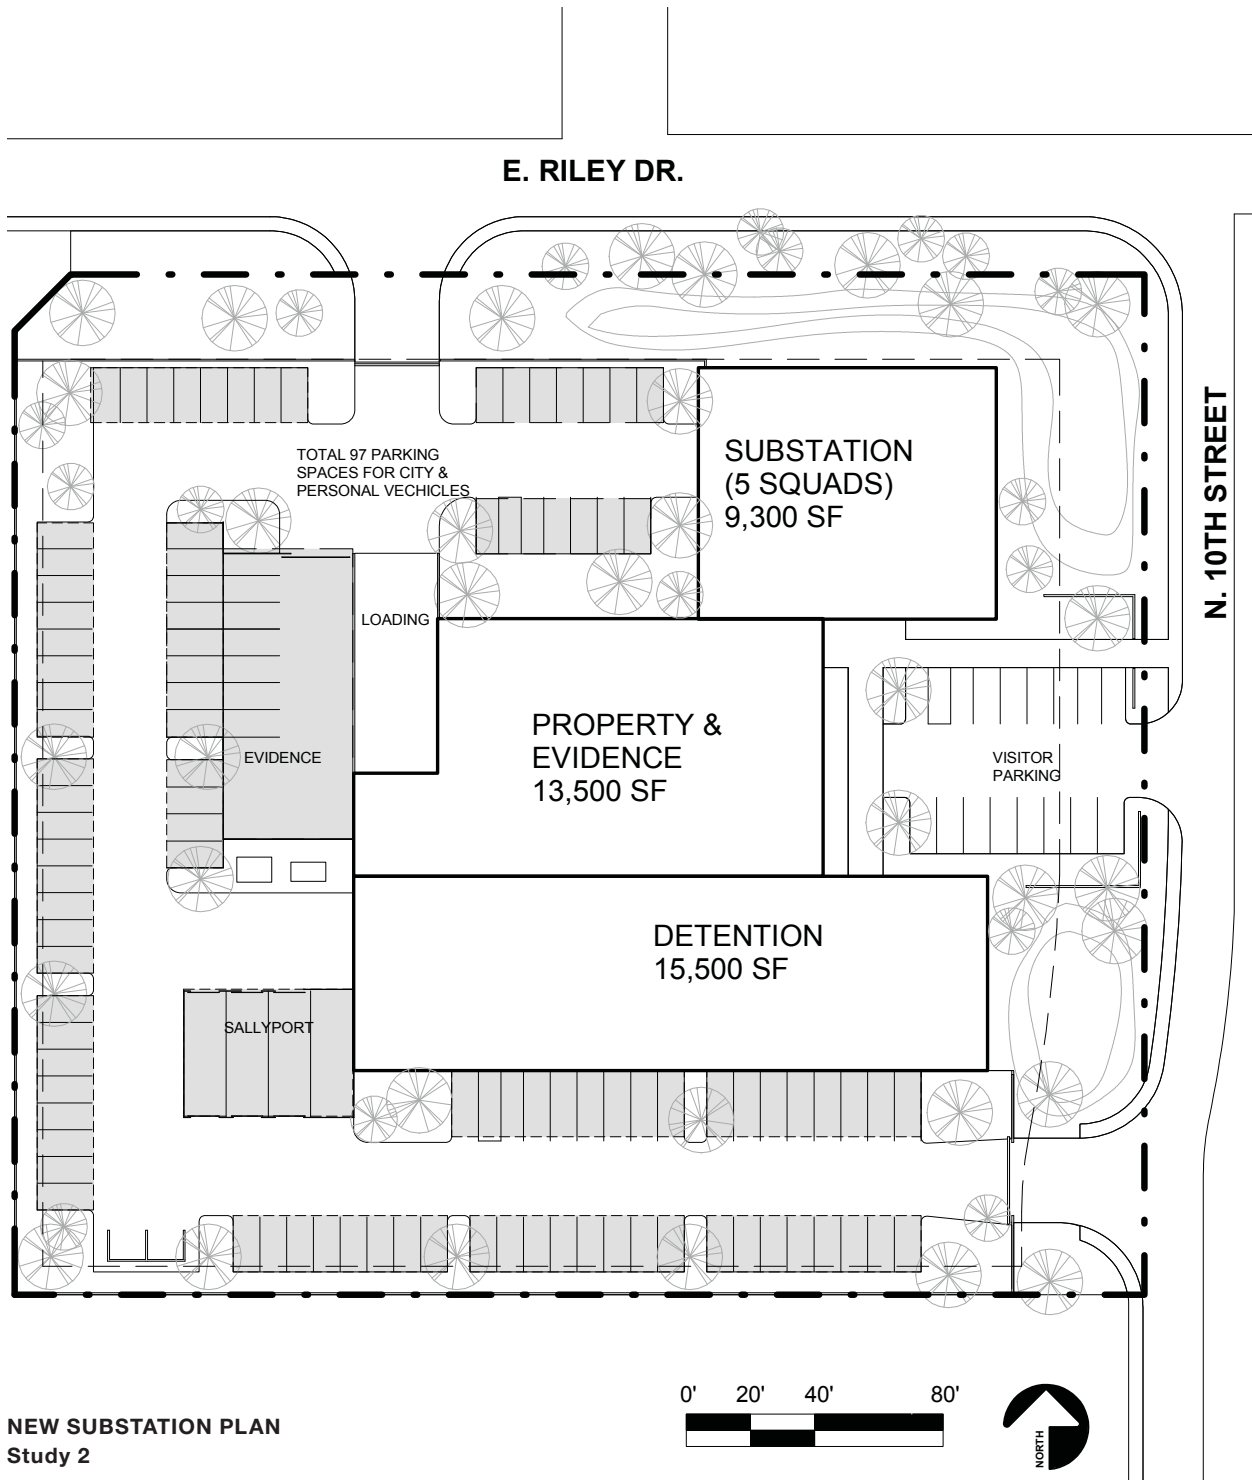 E. RILEY DR.
N. 10TH STREET
TOTAL 97 PARKING
SPACES FOR CITY &
PERSONAL VECHICLES
SUBSTATION
(5 SQUADS)
9,300 SF
LOADING
EVIDENCE
PROPERTY &
EVIDENCE
13,500 SF
VISITOR
PARKING
DETENTION
15,500 SF
SALLYPORT
0' 20' 40' 80'
NORTH
NEW SUBSTATION PLAN
Study 2